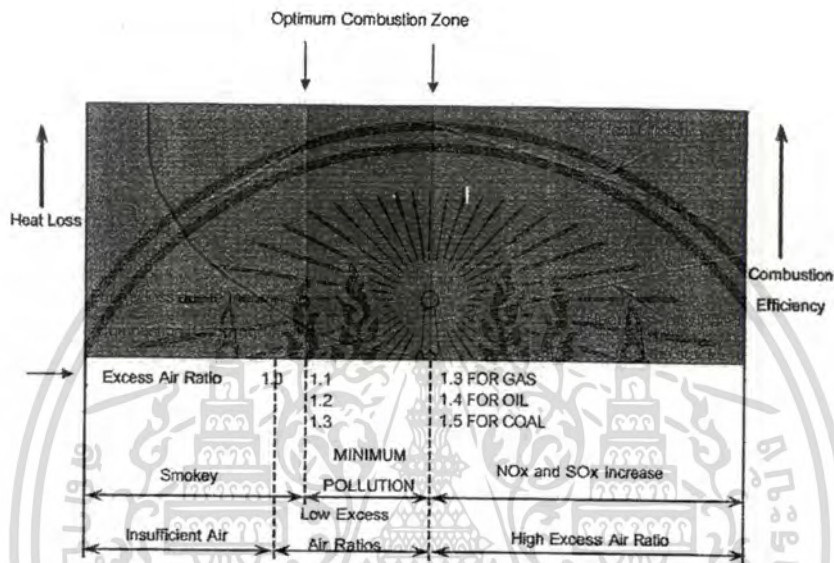 Optimum Combustion Zone
Heat Loss
Combustion
Efficiency
Excess Air Ratio 1.0 1.1 1.3 FOR GAS
1.2 1.4 FOR OIL
1.3 1.5 FOR COAL
MINIMUM
POLLUTION
Smokey
NOx and SOx Increase
Low Excess
Air Ratios
Insufficient Air
High Excess Air Ratio